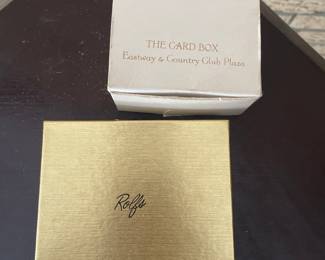 THE CARD BOX
Eastway & Country Club Plaza
Rolfs